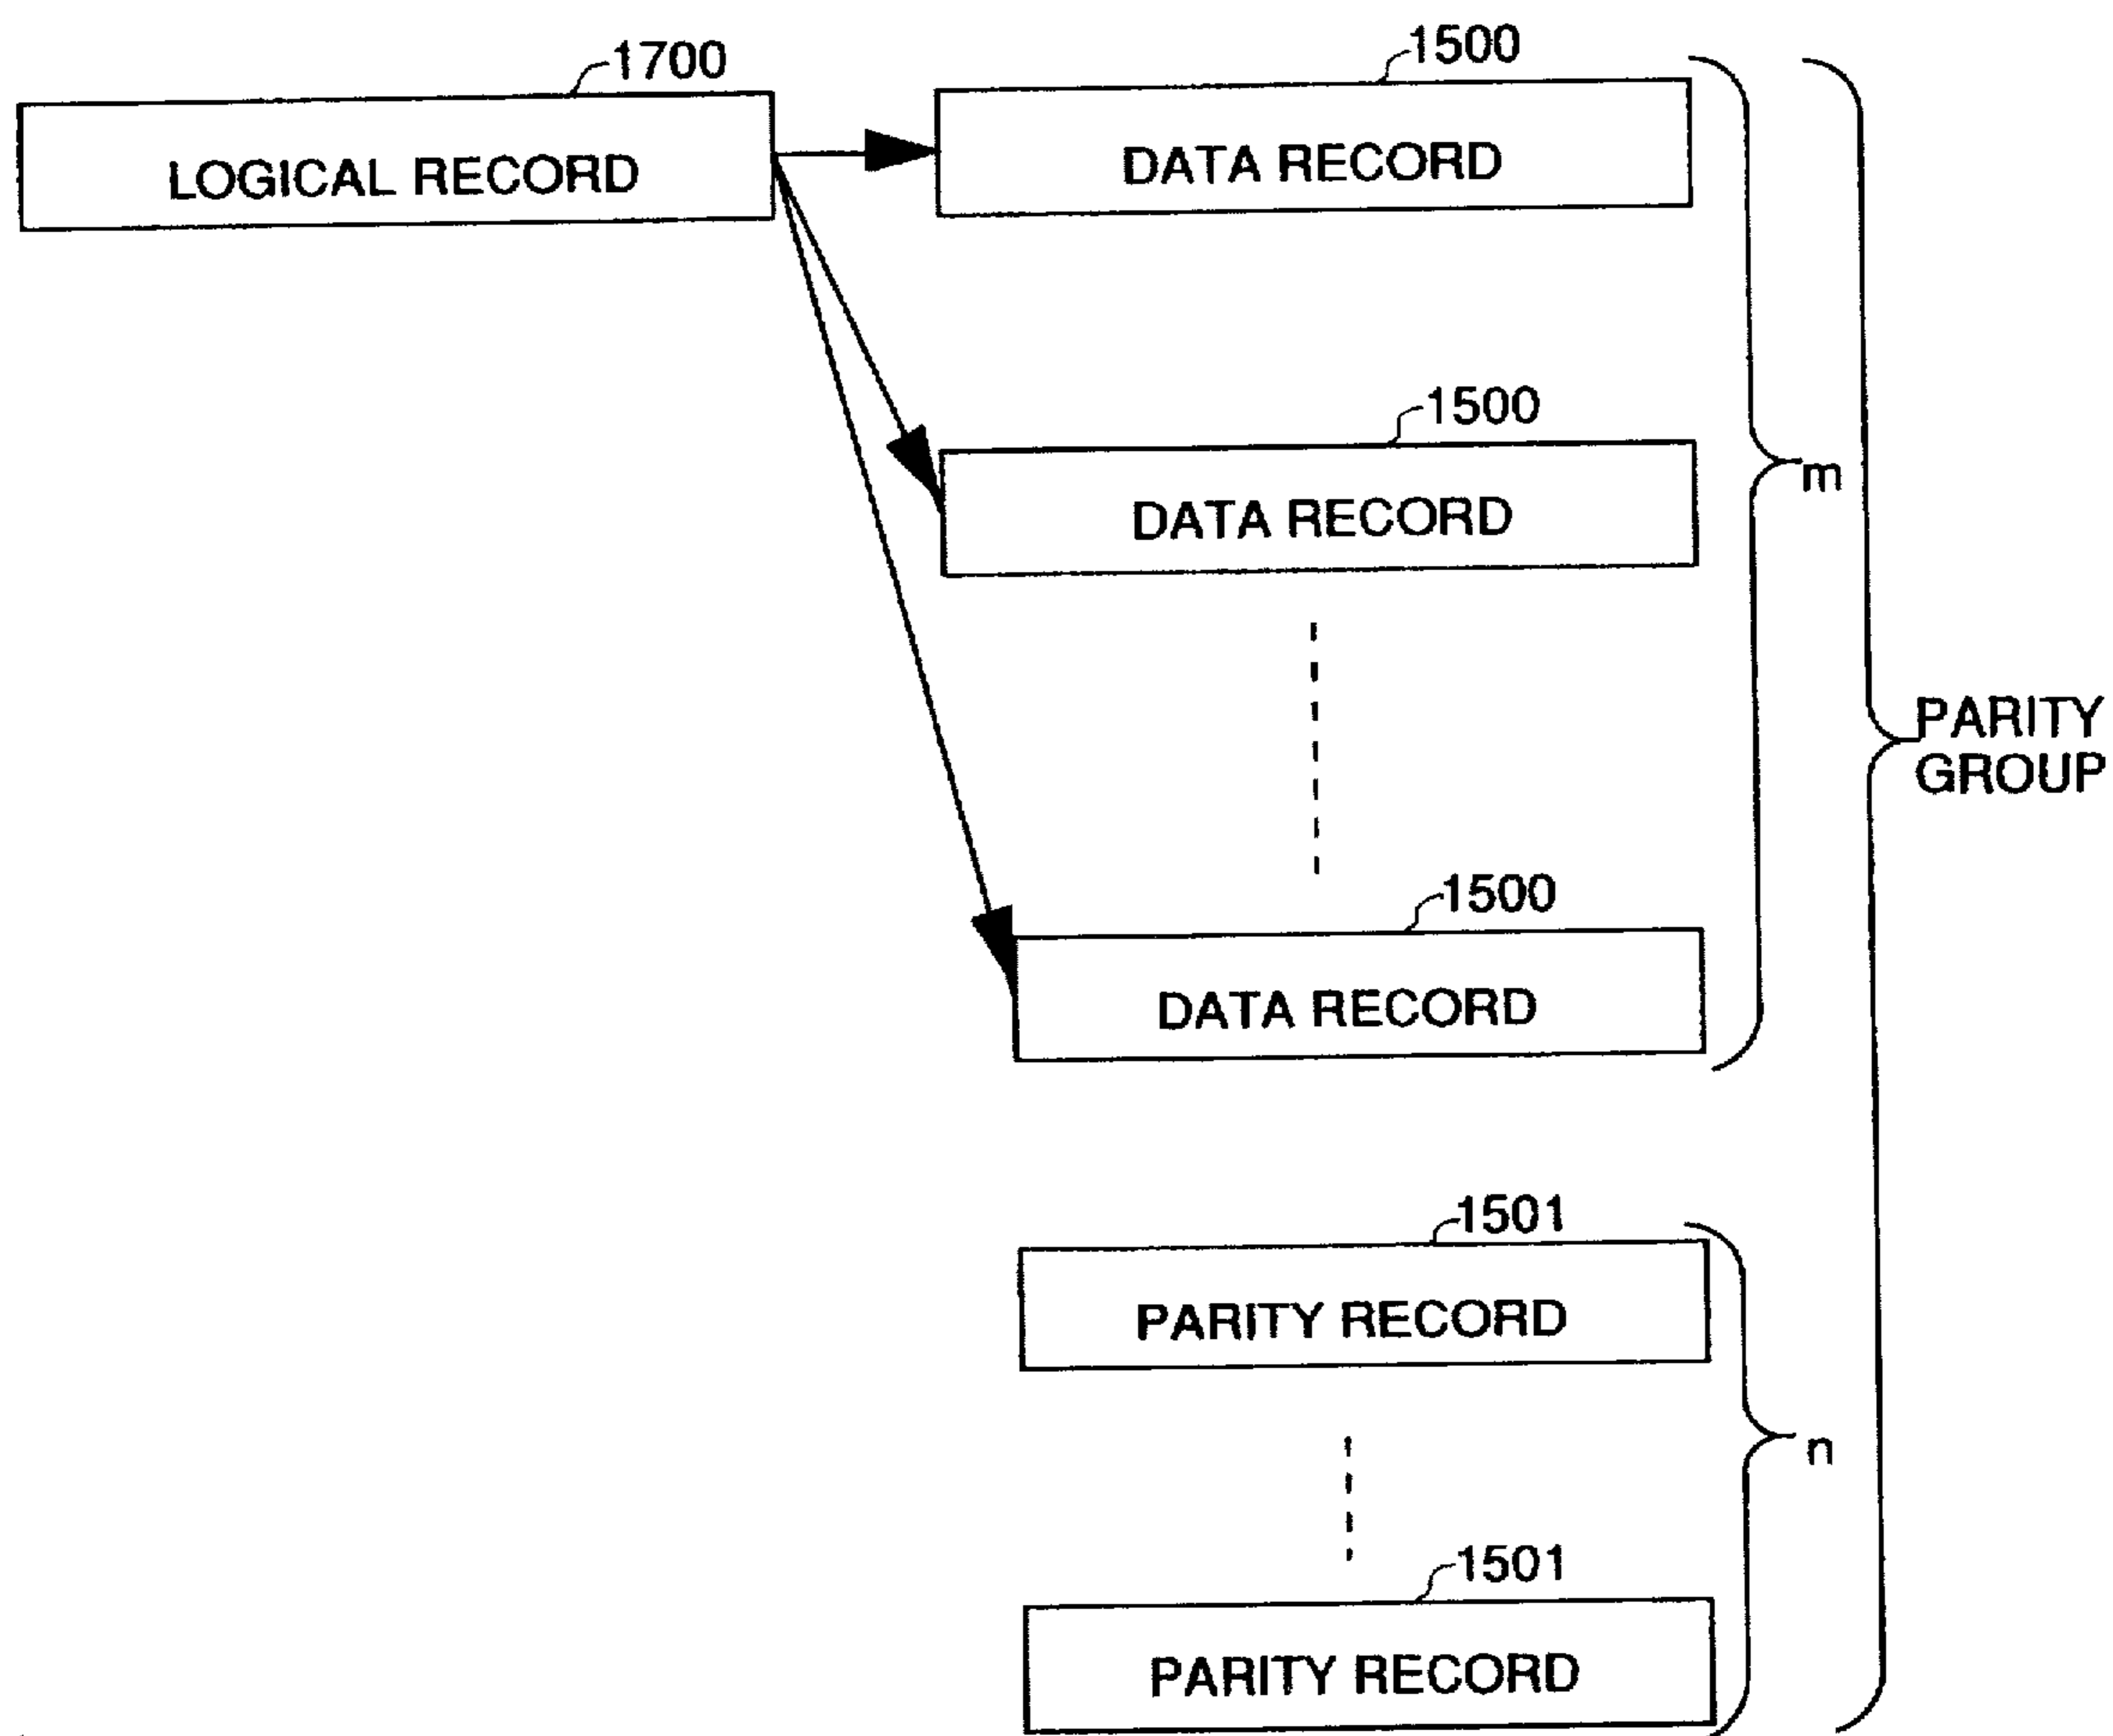 1700
LOGICAL RECORD
1500
DATA RECORD
1500
DATA RECORD
m
PARITY
GROUP
1500
DATA RECORD
1501
PARITY RECORD
n
1501
PARITY RECORD